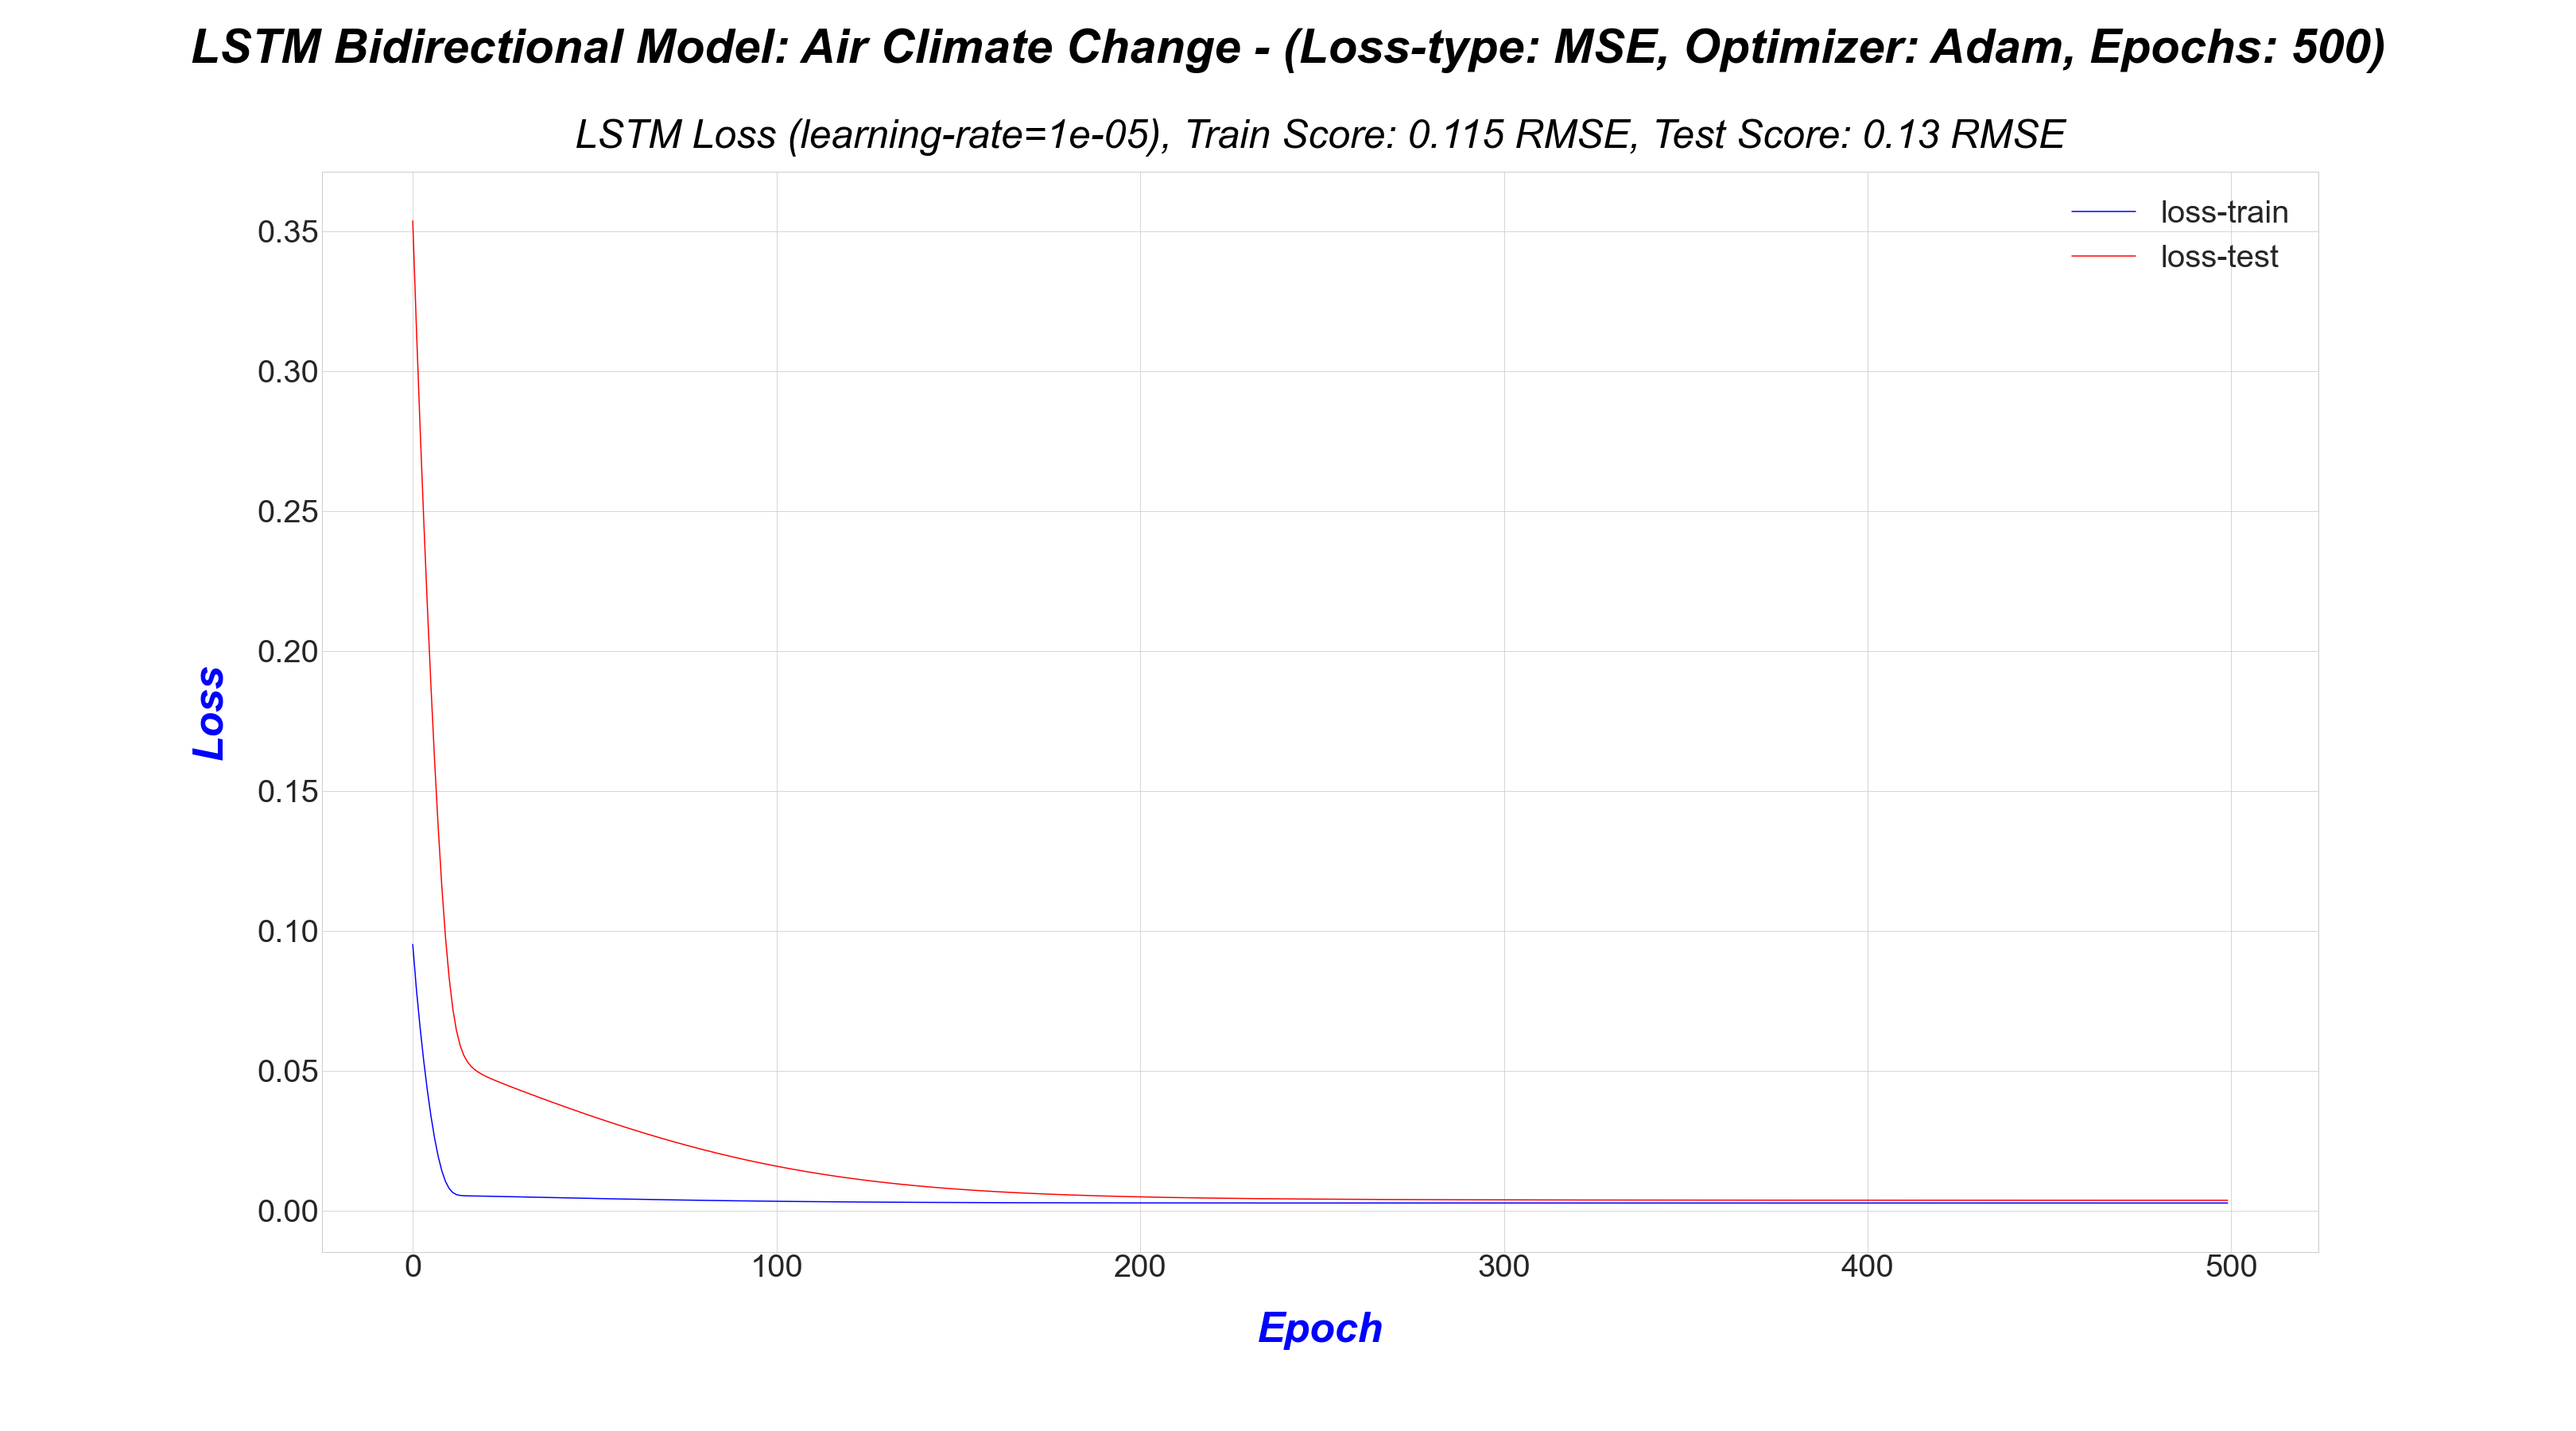 LSTM Bidirectional Model: Air Climate Change - (Loss-type: MSE, Optimizer: Adam, Epochs: 500)
LSTM Loss (learning-rate=1e-05), Train Score: 0.115 RMSE, Test Score: 0.13 RMSE
loss-train
loss-test
0.35
0.30
0.25
0.20
0.15
0.10
0.05
0.00
Loss
0 100 200 300 400 500
Epoch